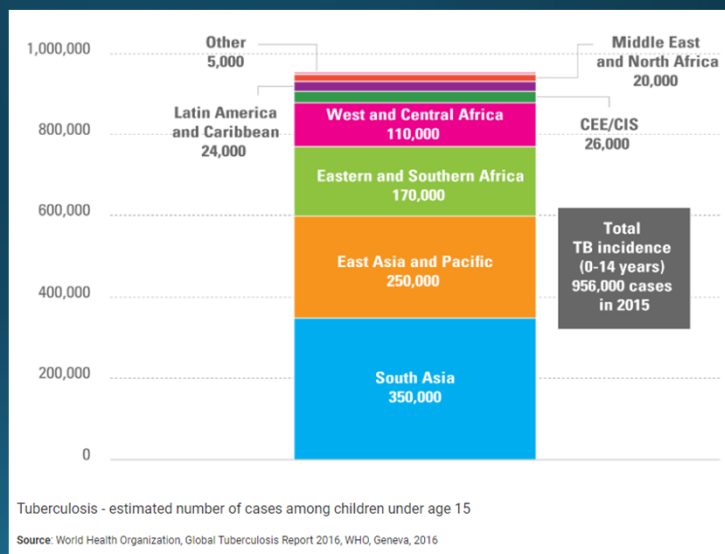 1,000,000
800,000
600,000
400,000
200,000
0
Other
5,000
Middle East
and North Africa
20,000
Latin America
and Caribbean
24,000
CEE/CIS
26,000
West and Central Africa
110,000
Eastern and Southern Africa
170,000
East Asia and Pacific
250,000
South Asia
350,000
Total
TB incidence
(0-14 years)
956,000 cases
in 2015
Tuberculosis - estimated number of cases among children under age 15
Source: World Health Organization, Global Tuberculosis Report 2016, WHO, Geneva, 2016